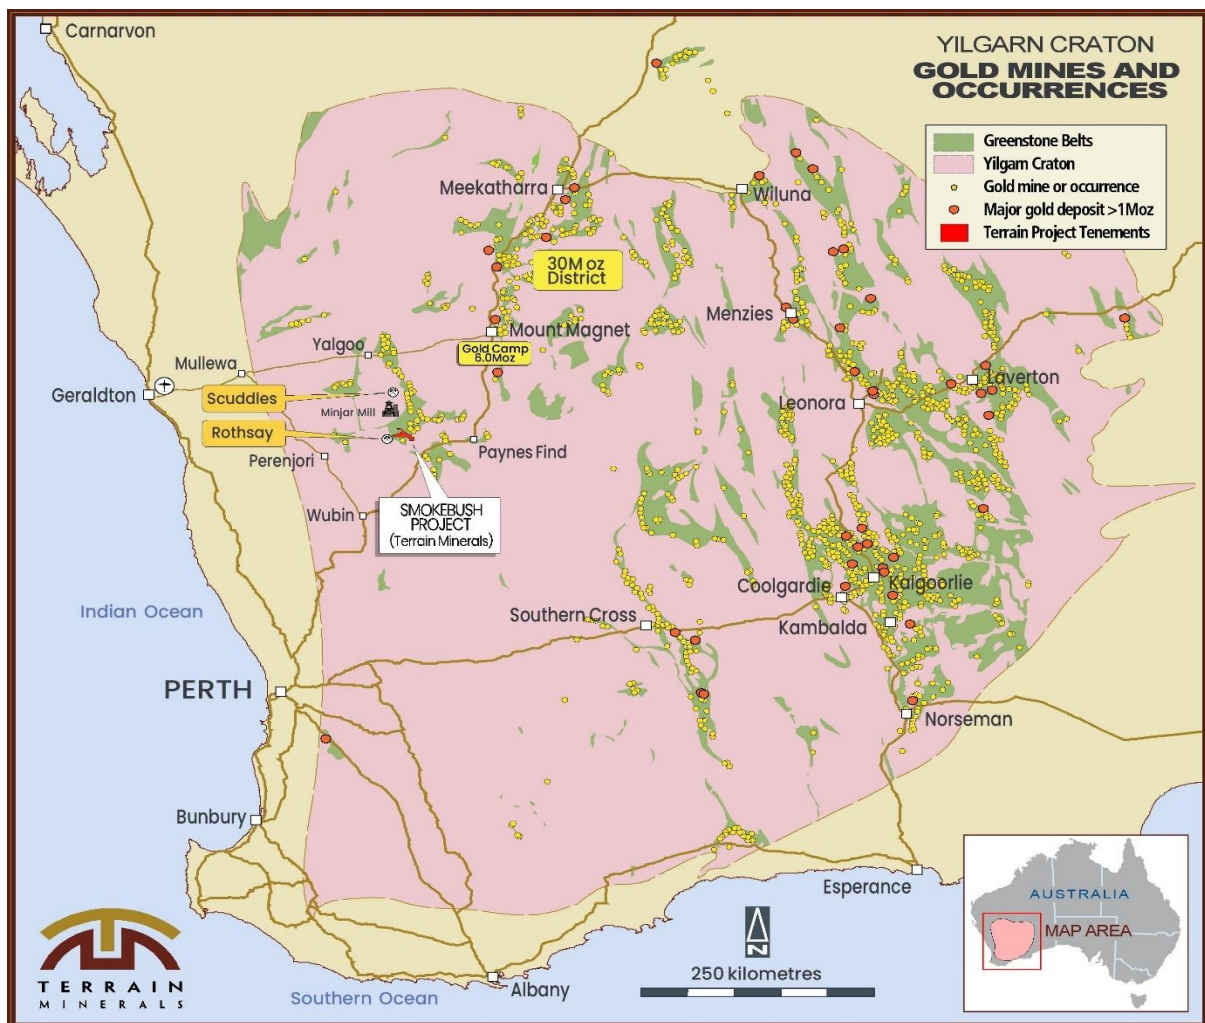 Carnarvon
YILGARN CRATON
GOLD MINES AND
OCCURRENCES
Greenstone Belts
Yilgarn Craton
Gold mine or occurrence
Major gold deposit >1Moz
Terrain Project Tenements
Meekatharra
Wiluna
30M oz
District
Menzies
Mount Magnet
Gold Camp
6.0Moz
Yalgoo
Mullewa
Geraldton
Scuddles
Minjar Mill
Rothsay
Laverton
Leonora
Perenjori
Paynes Find
Wubin
SMOKEBUSH
PROJECT
(Terrain Minerals)
Indian Ocean
Coolgardie
Kalgoorlie
Southern Cross
Kambalda
PERTH
Norseman
Bunbury
Esperance
AUSTRALIA
MAP AREA
N
250 kilometres
TERRAIN
MINERALS
Southern Ocean
Albany